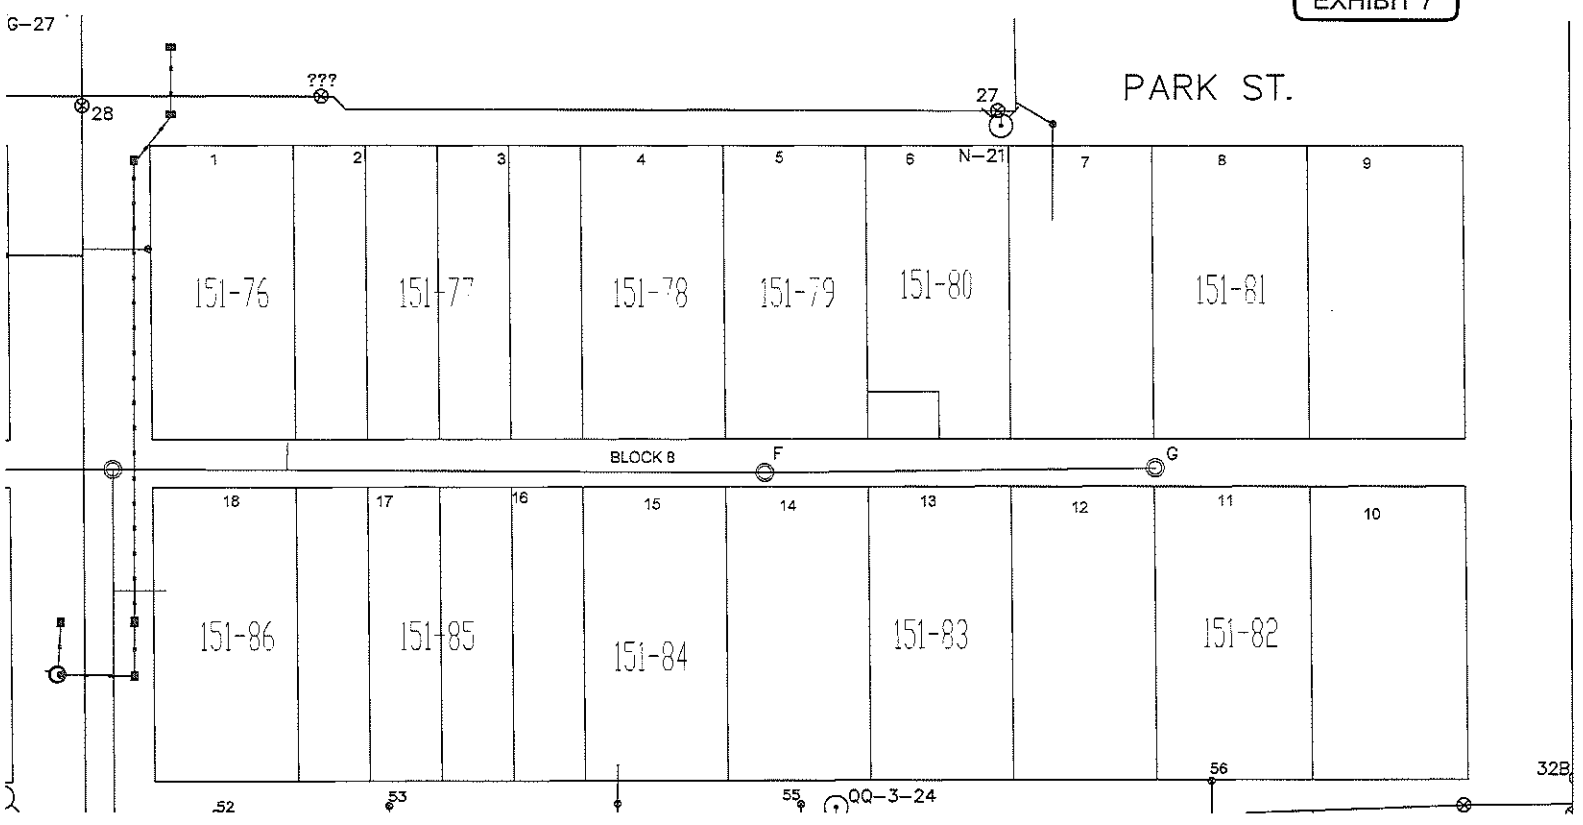 EXHIBIT 7
G-27
PARK ST.
???
28
27
N-21
1 2 3 4 5 6 7 8 9
151-76 151-77 151-78 151-79 151-80 151-81
BLOCK 8
F
G
18 17 16 15 14 13 12 11 10
151-86 151-85 151-84 151-83 151-82
52
53
55
QQ-3-24
56
32B